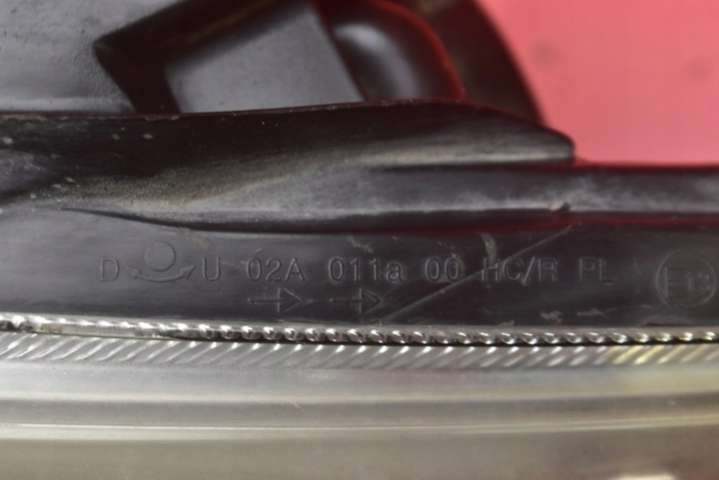 D U 02A 011a 00 HC/R PL